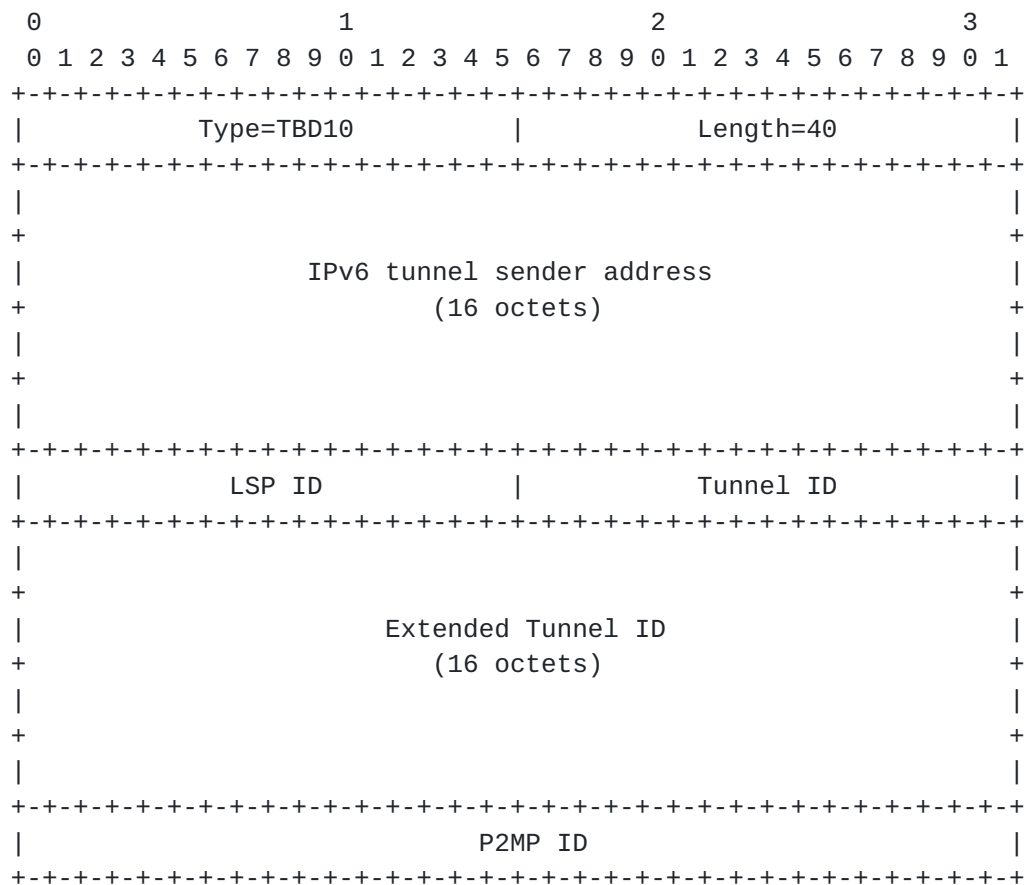 0                   1                   2                   3
0 1 2 3 4 5 6 7 8 9 0 1 2 3 4 5 6 7 8 9 0 1 2 3 4 5 6 7 8 9 0 1
+-+-+-+-+-+-+-+-+-+-+-+-+-+-+-+-+-+-+-+-+-+-+-+-+-+-+-+-+-+-+-+-+
|           Type=TBD10          |           Length=40           |
+-+-+-+-+-+-+-+-+-+-+-+-+-+-+-+-+-+-+-+-+-+-+-+-+-+-+-+-+-+-+-+-+
|                                                               |
+                                                               +
|                  IPv6 tunnel sender address                   |
+                          (16 octets)                          +
|                                                               |
+                                                               +
|                                                               |
+-+-+-+-+-+-+-+-+-+-+-+-+-+-+-+-+-+-+-+-+-+-+-+-+-+-+-+-+-+-+-+-+
|             LSP ID            |           Tunnel ID           |
+-+-+-+-+-+-+-+-+-+-+-+-+-+-+-+-+-+-+-+-+-+-+-+-+-+-+-+-+-+-+-+-+
|                                                               |
+                                                               +
|                       Extended Tunnel ID                      |
+                          (16 octets)                          +
|                                                               |
+                                                               +
|                                                               |
+-+-+-+-+-+-+-+-+-+-+-+-+-+-+-+-+-+-+-+-+-+-+-+-+-+-+-+-+-+-+-+-+
|                             P2MP ID                           |
+-+-+-+-+-+-+-+-+-+-+-+-+-+-+-+-+-+-+-+-+-+-+-+-+-+-+-+-+-+-+-+-+